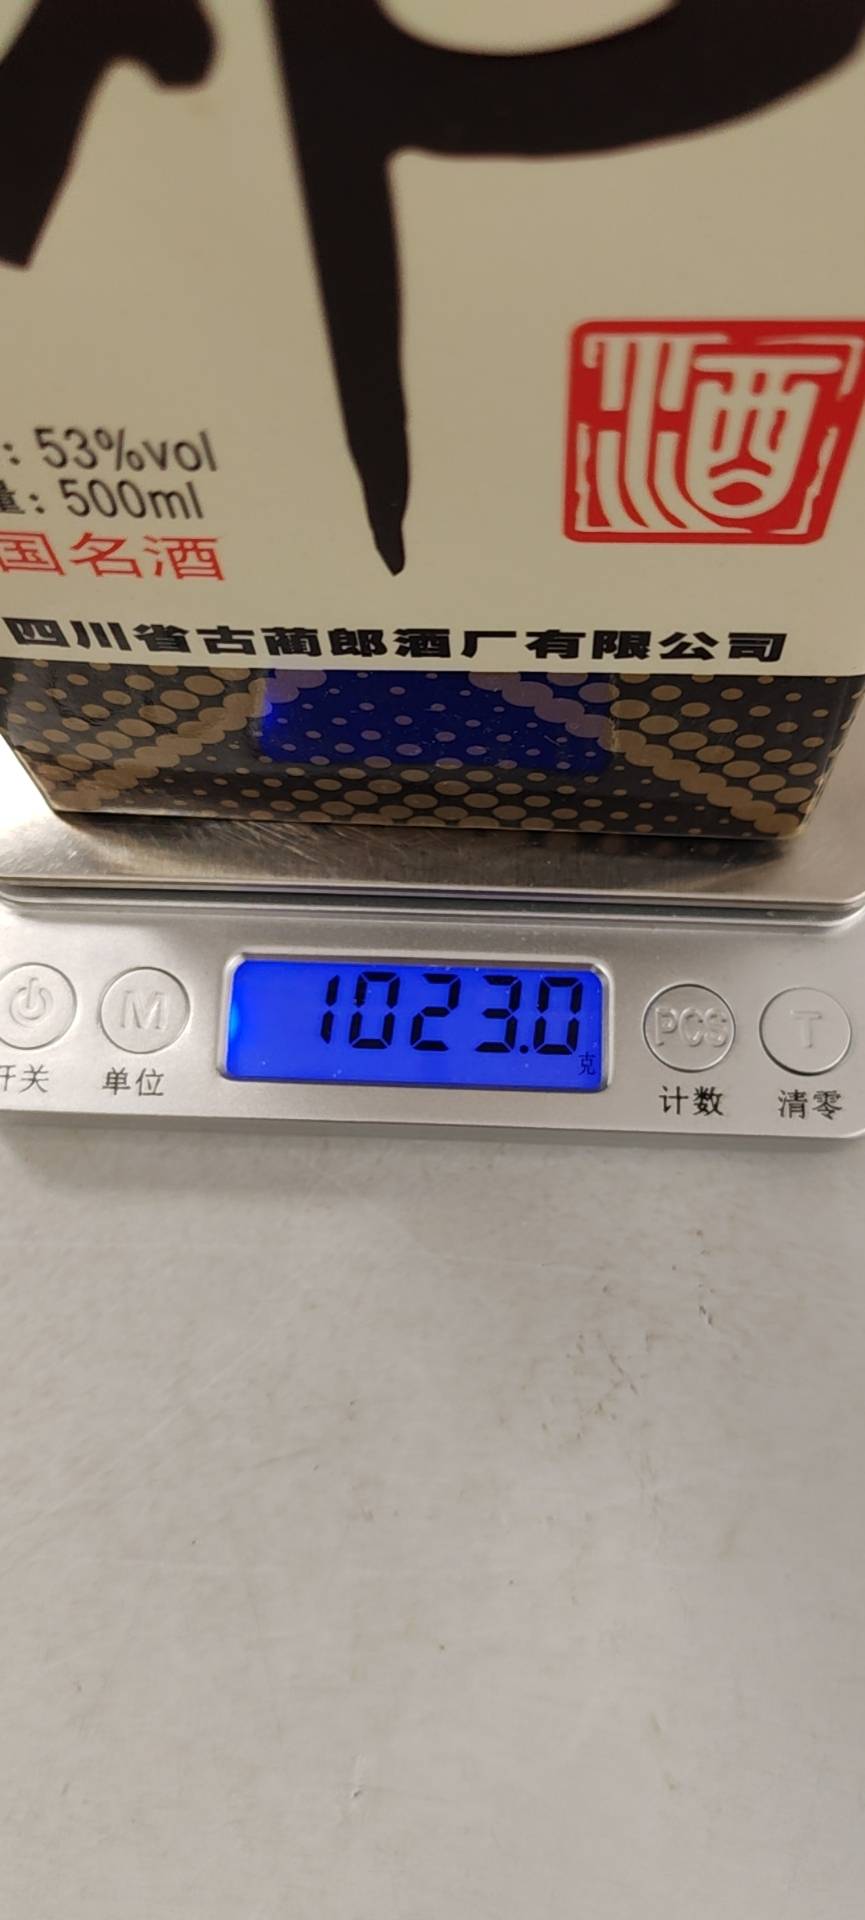 酒
: 53%vol
量: 500ml
国名酒
四川省古蔺郎酒厂有限公司
1023.0
克
M
PCS
T
开关
单位
计数
清零